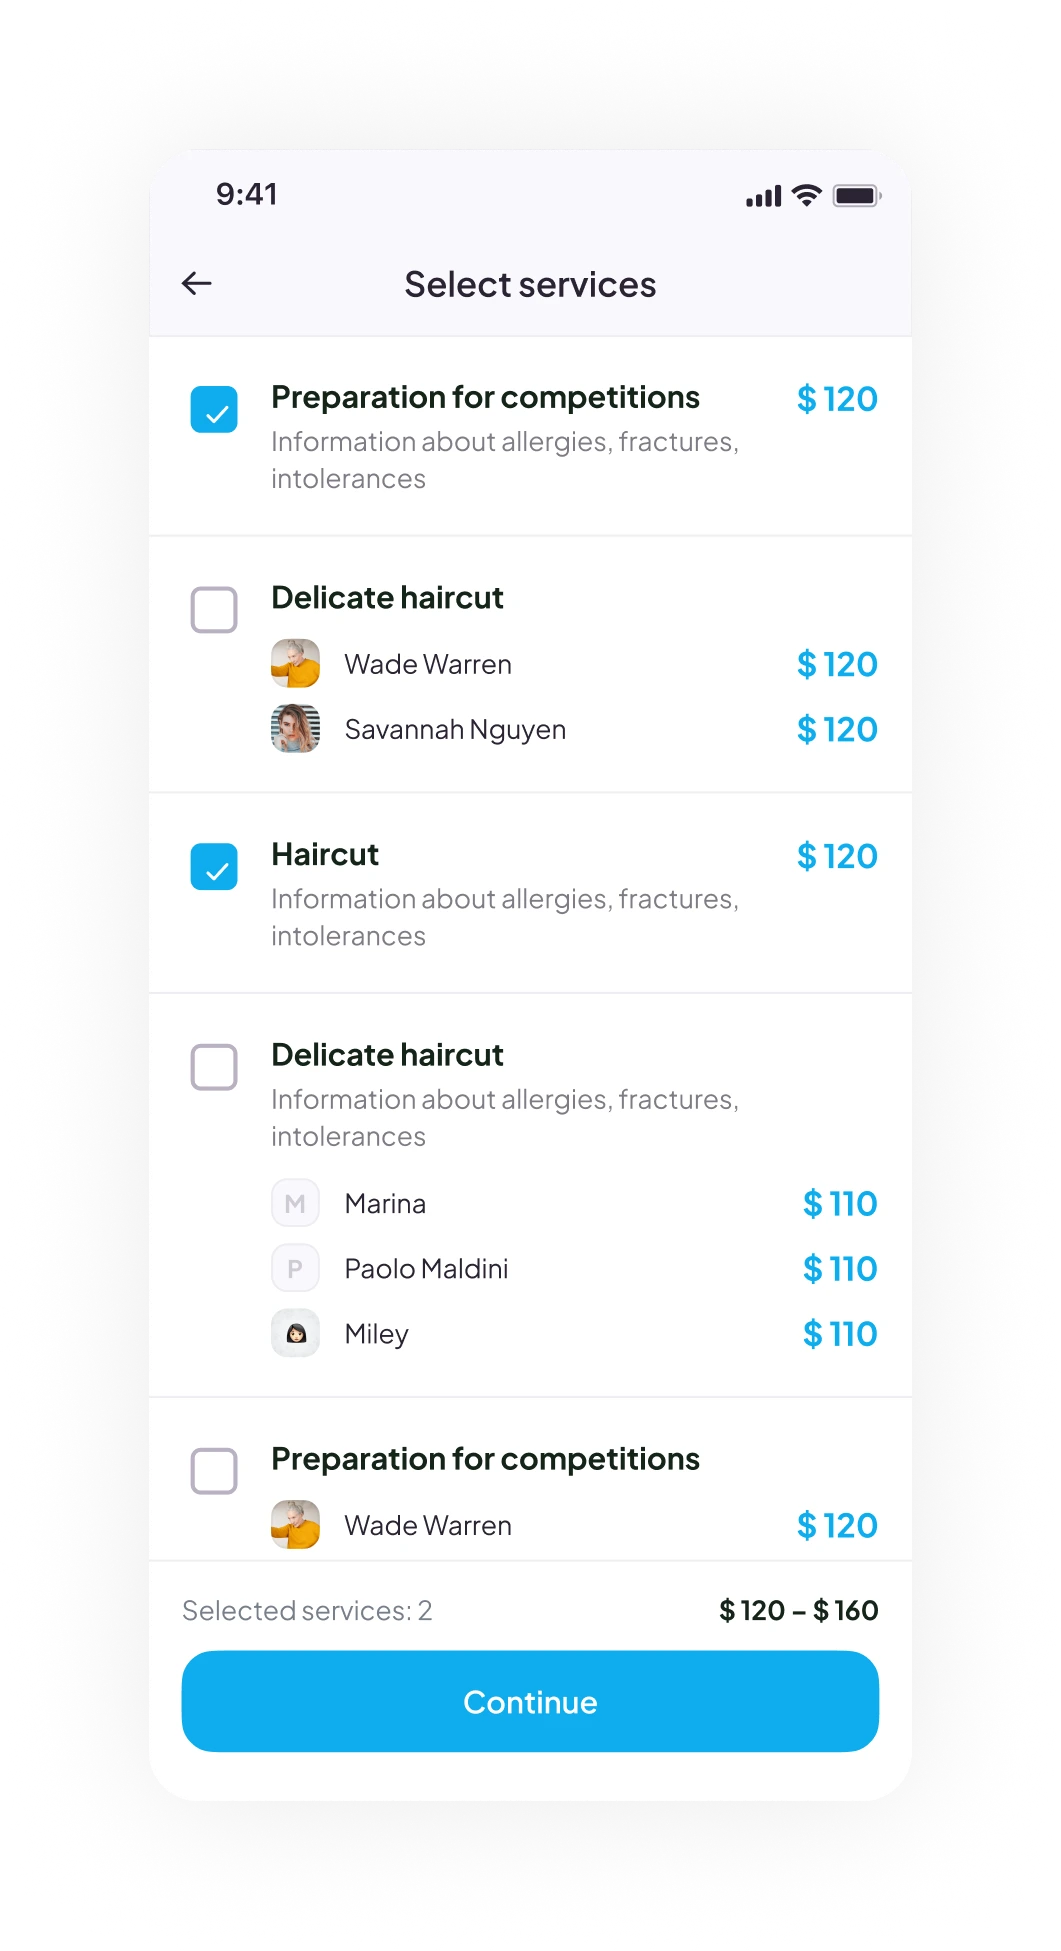 9:41
Select services
Preparation for competitions $ 120
Information about allergies, fractures,
intolerances
Delicate haircut
Wade Warren $ 120
Savannah Nguyen $ 120
Haircut $ 120
Information about allergies, fractures,
intolerances
Delicate haircut
Information about allergies, fractures,
intolerances
M Marina $ 110
P Paolo Maldini $ 110
Miley $ 110
Preparation for competitions
Wade Warren $ 120
Selected services: 2 $ 120 – $ 160
Continue